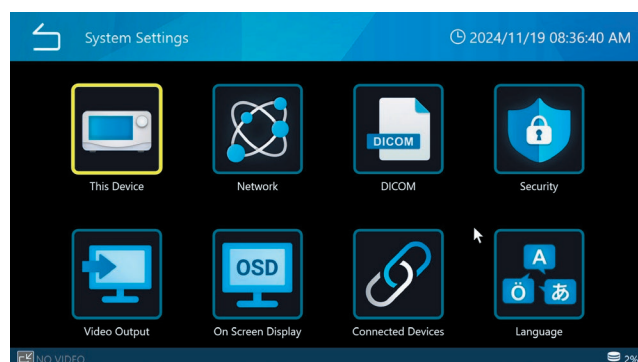 System Settings
2024/11/19 08:36:40 AM
DICOM
This Device
Network
DICOM
Security
OSD
A
Ö あ
Video Output
On Screen Display
Connected Devices
Language
NO VIDEO
2%